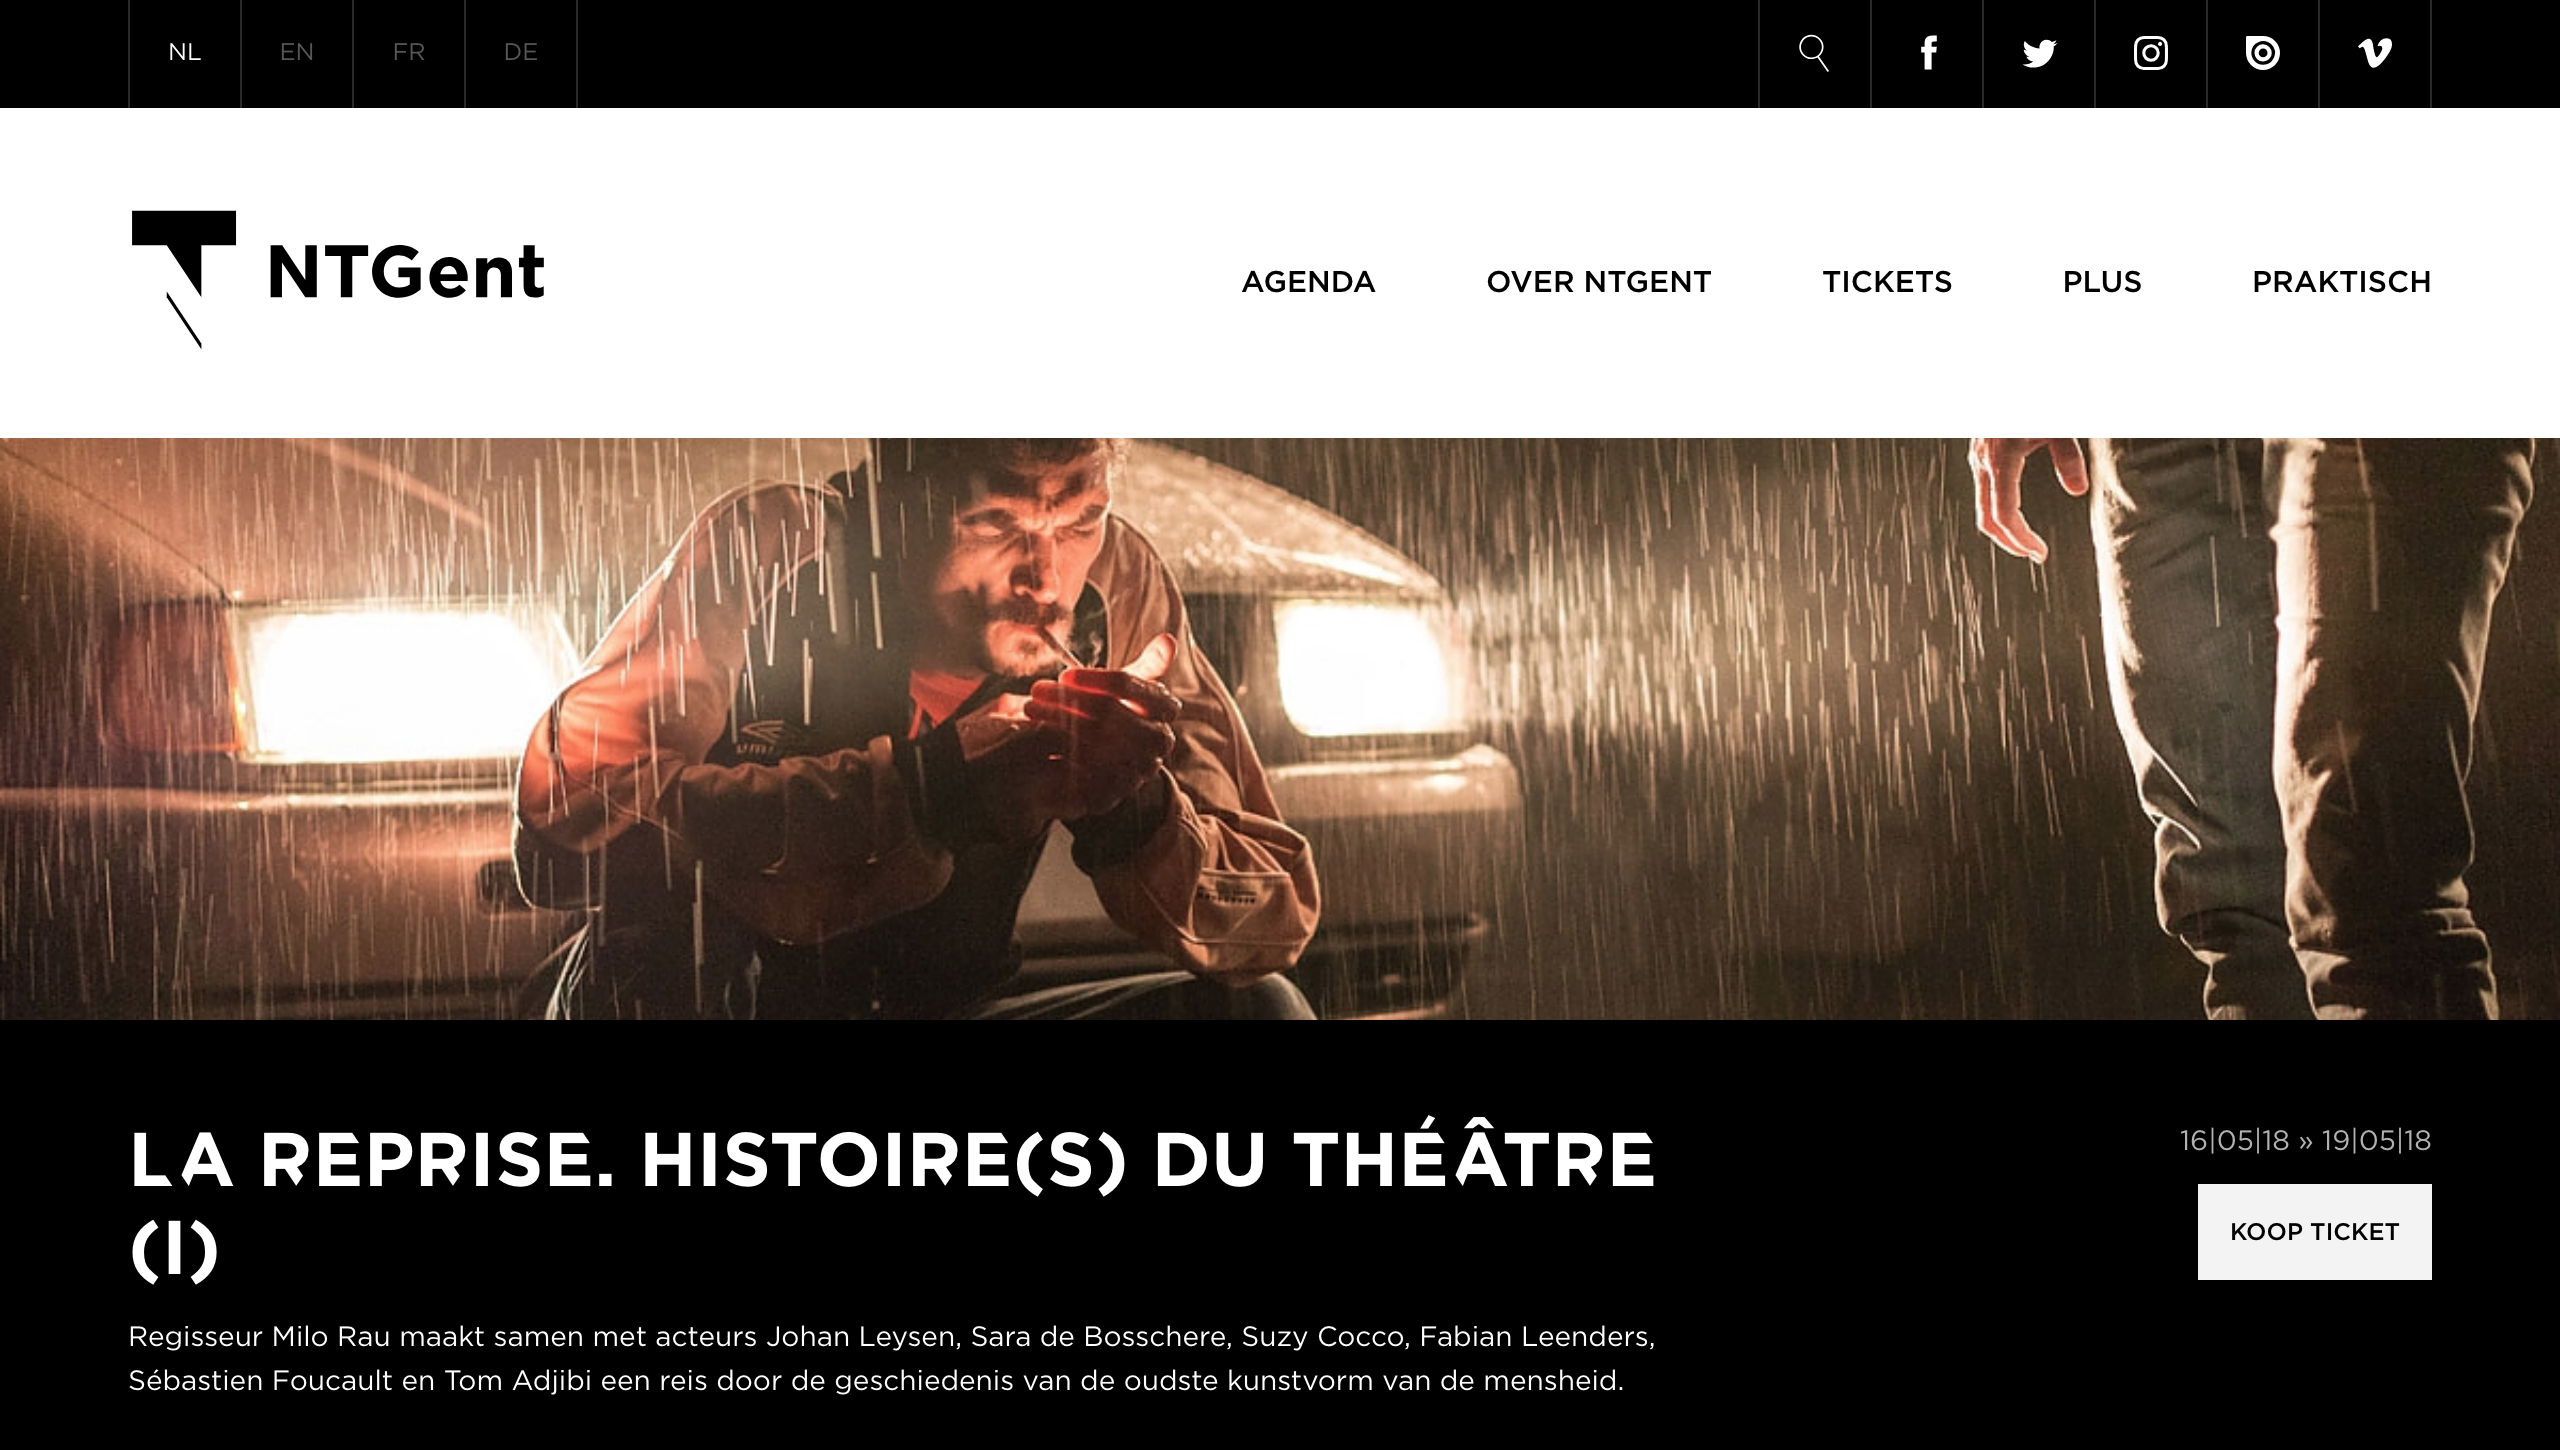 NL EN FR DE
NTGent
AGENDA OVER NTGENT TICKETS PLUS PRAKTISCH
LA REPRISE. HISTOIRE(S) DU THÉÂTRE
(I)
16|05|18 » 19|05|18
KOOP TICKET
Regisseur Milo Rau maakt samen met acteurs Johan Leysen, Sara de Bosschere, Suzy Cocco, Fabian Leenders,
Sébastien Foucault en Tom Adjibi een reis door de geschiedenis van de oudste kunstvorm van de mensheid.